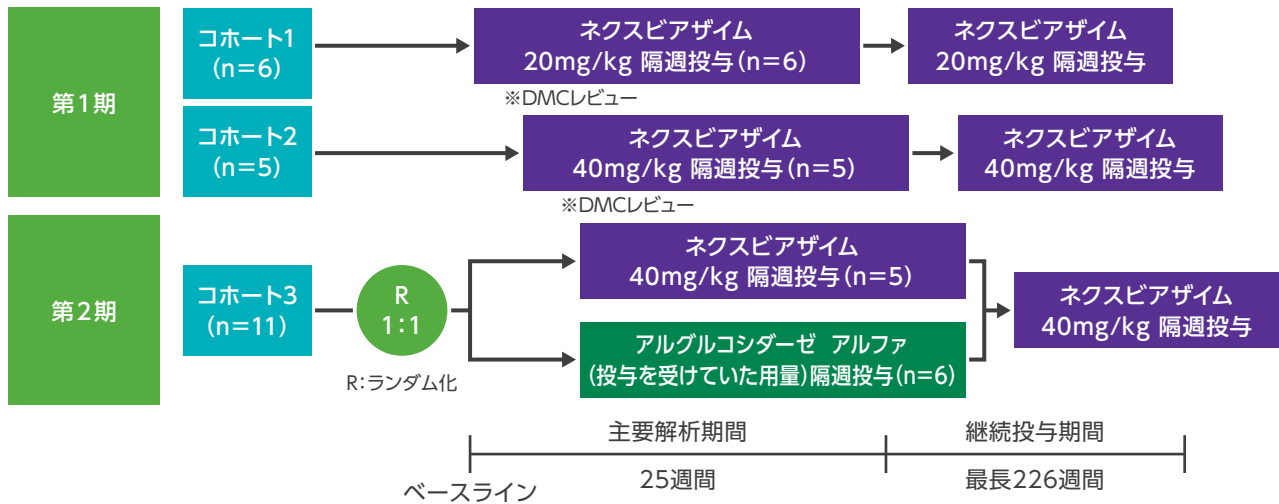 第1期
コホート1
(n=6)
ネクスビアザイム
20mg/kg 隔週投与(n=6)
ネクスビアザイム
20mg/kg 隔週投与
※DMCレビュー
コホート2
(n=5)
ネクスビアザイム
40mg/kg 隔週投与(n=5)
ネクスビアザイム
40mg/kg 隔週投与
※DMCレビュー
第2期
コホート3
(n=11)
R
1:1
R:ランダム化
ネクスビアザイム
40mg/kg 隔週投与(n=5)
アルグルコシダーゼ アルファ
(投与を受けていた用量)隔週投与(n=6)
ネクスビアザイム
40mg/kg 隔週投与
主要解析期間
継続投与期間
25週間
最長226週間
ベースライン